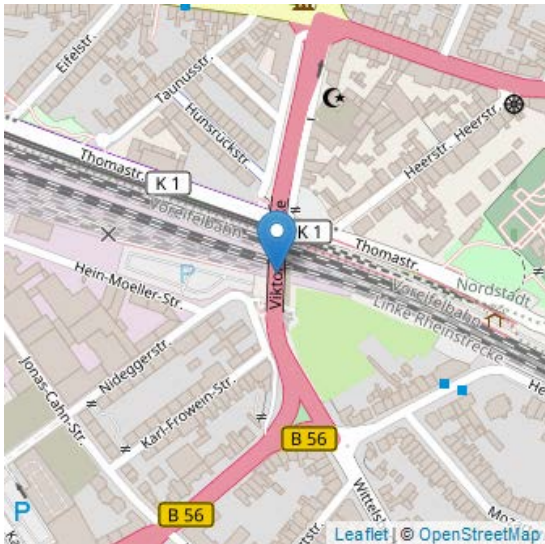 Eifelstr.
Taunusstr.
Hunsrückstr.
Heerstr.
Heerstr.
Thomastr.
K 1
Voreifelbahn
K 1
Thomastr.
Nordstadt
Hein-Moeller-Str.
P
Voreifelbahn
Linke Rheinstrecke
Nideggerstr.
Jonas-Cahn-Str.
Karl-Frowein-Str.
B 56
B 56
P
Leaflet | © OpenStreetMap